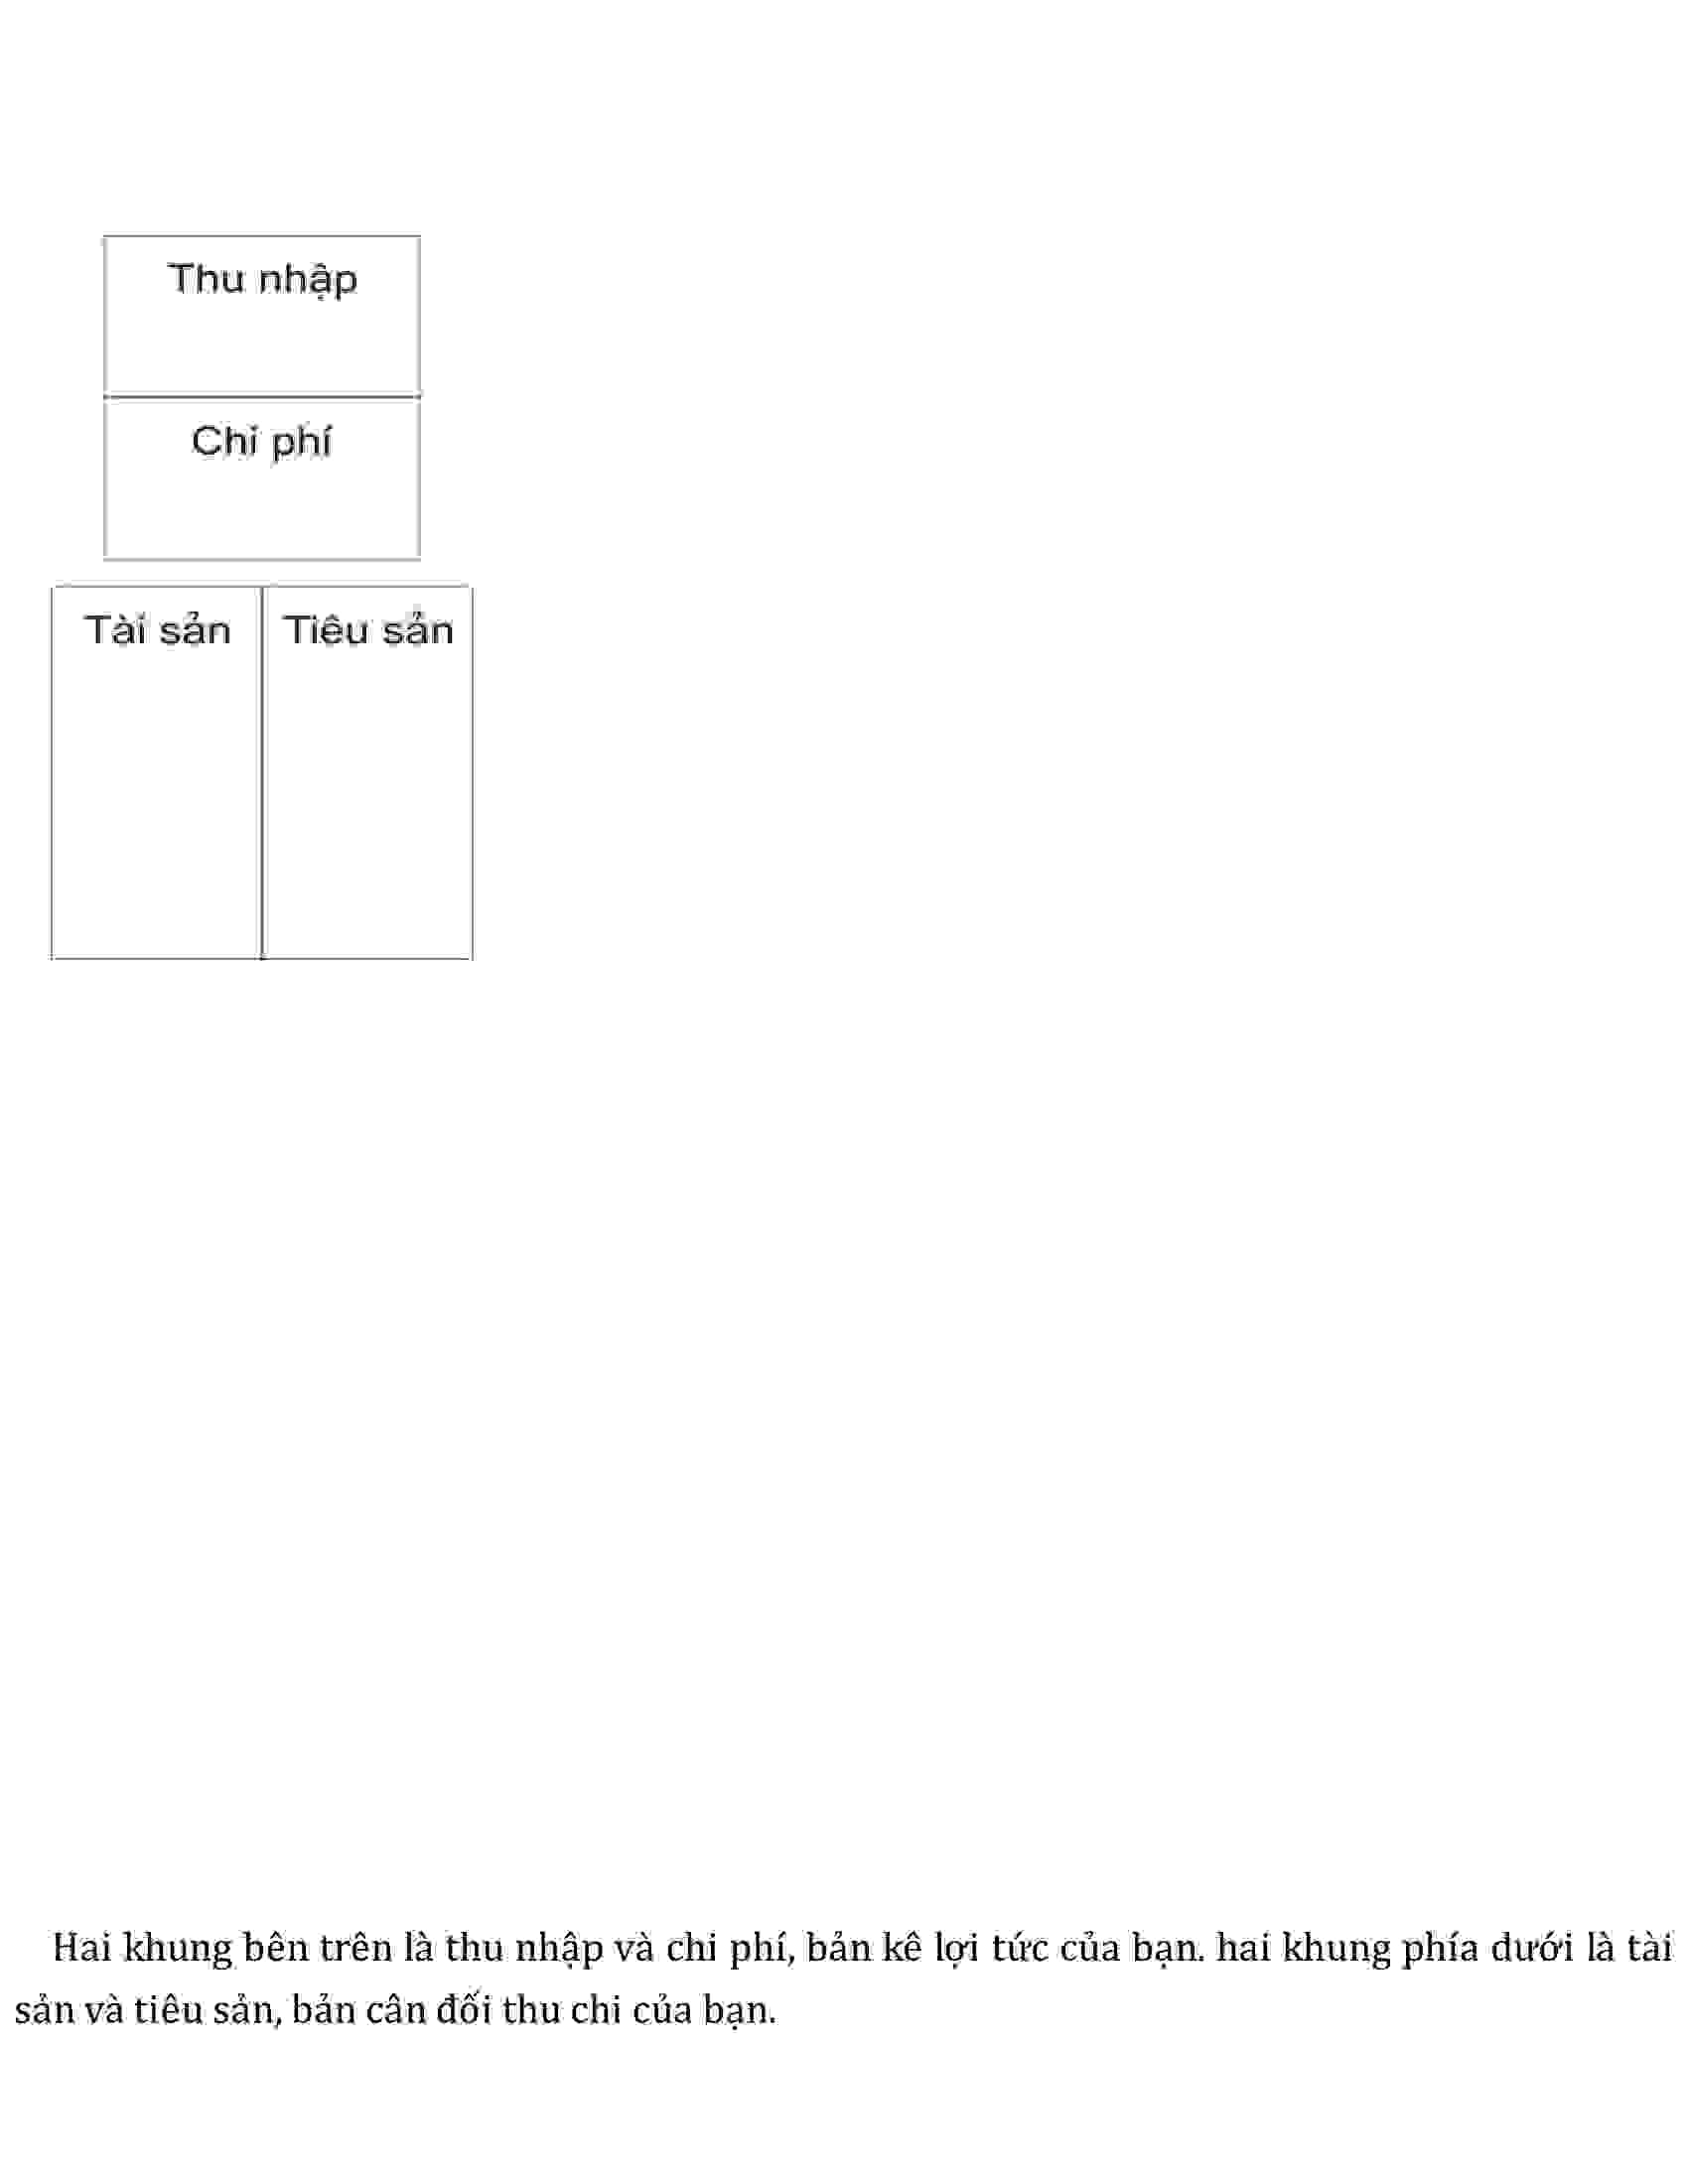 Thu nhập
Chi phí
Tài sản Tiêu sản
Hai khung bên trên là thu nhập và chi phí, bản kê lợi tức của bạn. hai khung phía dưới là tài
sản và tiêu sản, bản cân đối thu chi của bạn.